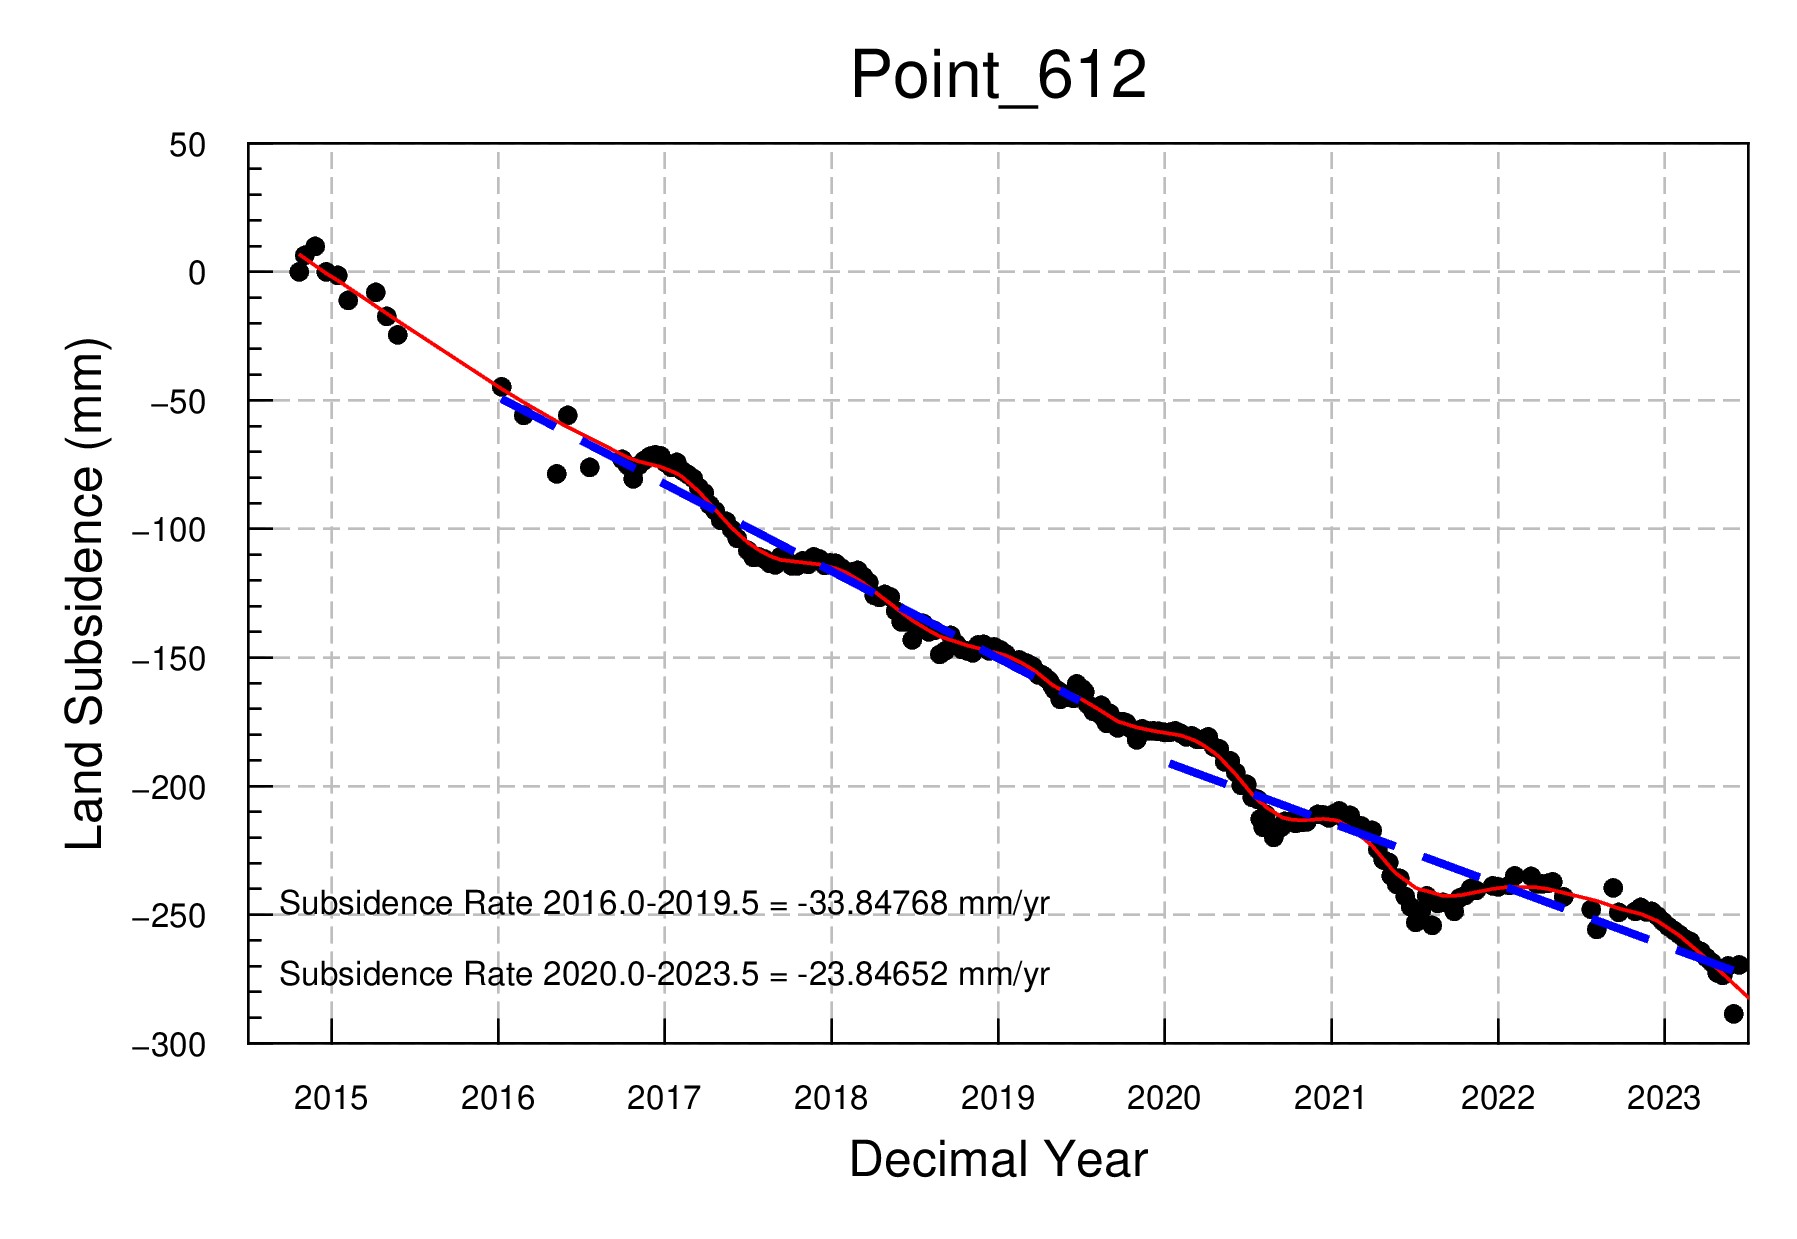 Point_612
50
0
−50
−100
−150
−200
−250
−300
Land Subsidence (mm)
Subsidence Rate 2016.0-2019.5 = -33.84768 mm/yr
Subsidence Rate 2020.0-2023.5 = -23.84652 mm/yr
2015 2016 2017 2018 2019 2020 2021 2022 2023
Decimal Year